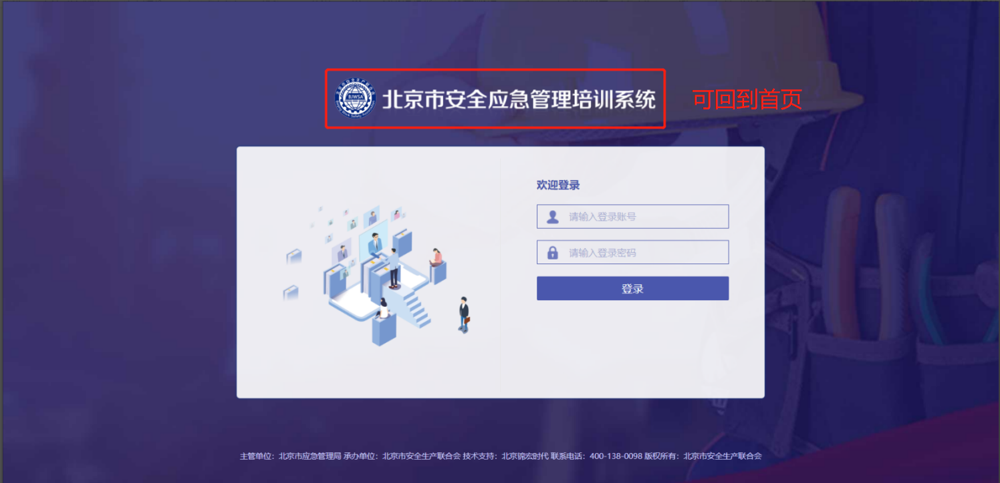 BJWSA
北京市安全应急管理培训系统
可回到首页
欢迎登录
请输入登录账号
请输入登录密码
登录
主管单位：北京市应急管理局 承办单位：北京市安全生产联合会 技术支持：北京锦宏时代 联系电话：400-138-0098 版权所有：北京市安全生产联合会